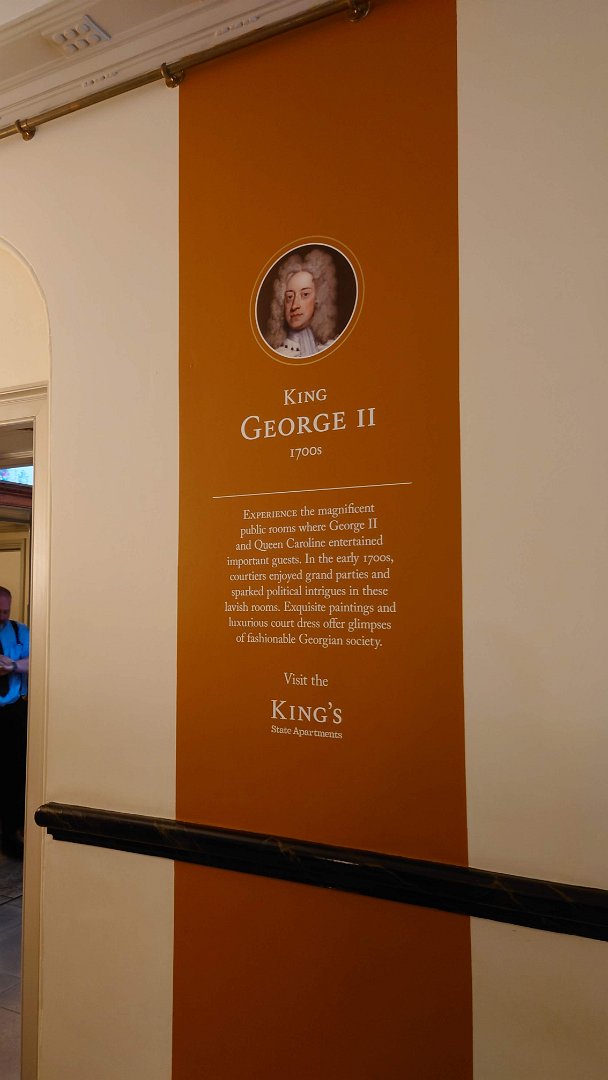 KING
GEORGE II
1700s
EXPERIENCE the magnificent
public rooms where George II
and Queen Caroline entertained
important guests. In the early 1700s,
courtiers enjoyed grand parties and
sparked political intrigues in these
lavish rooms. Exquisite paintings and
luxurious court dress offer glimpses
of fashionable Georgian society.
Visit the
KING'S
State Apartments